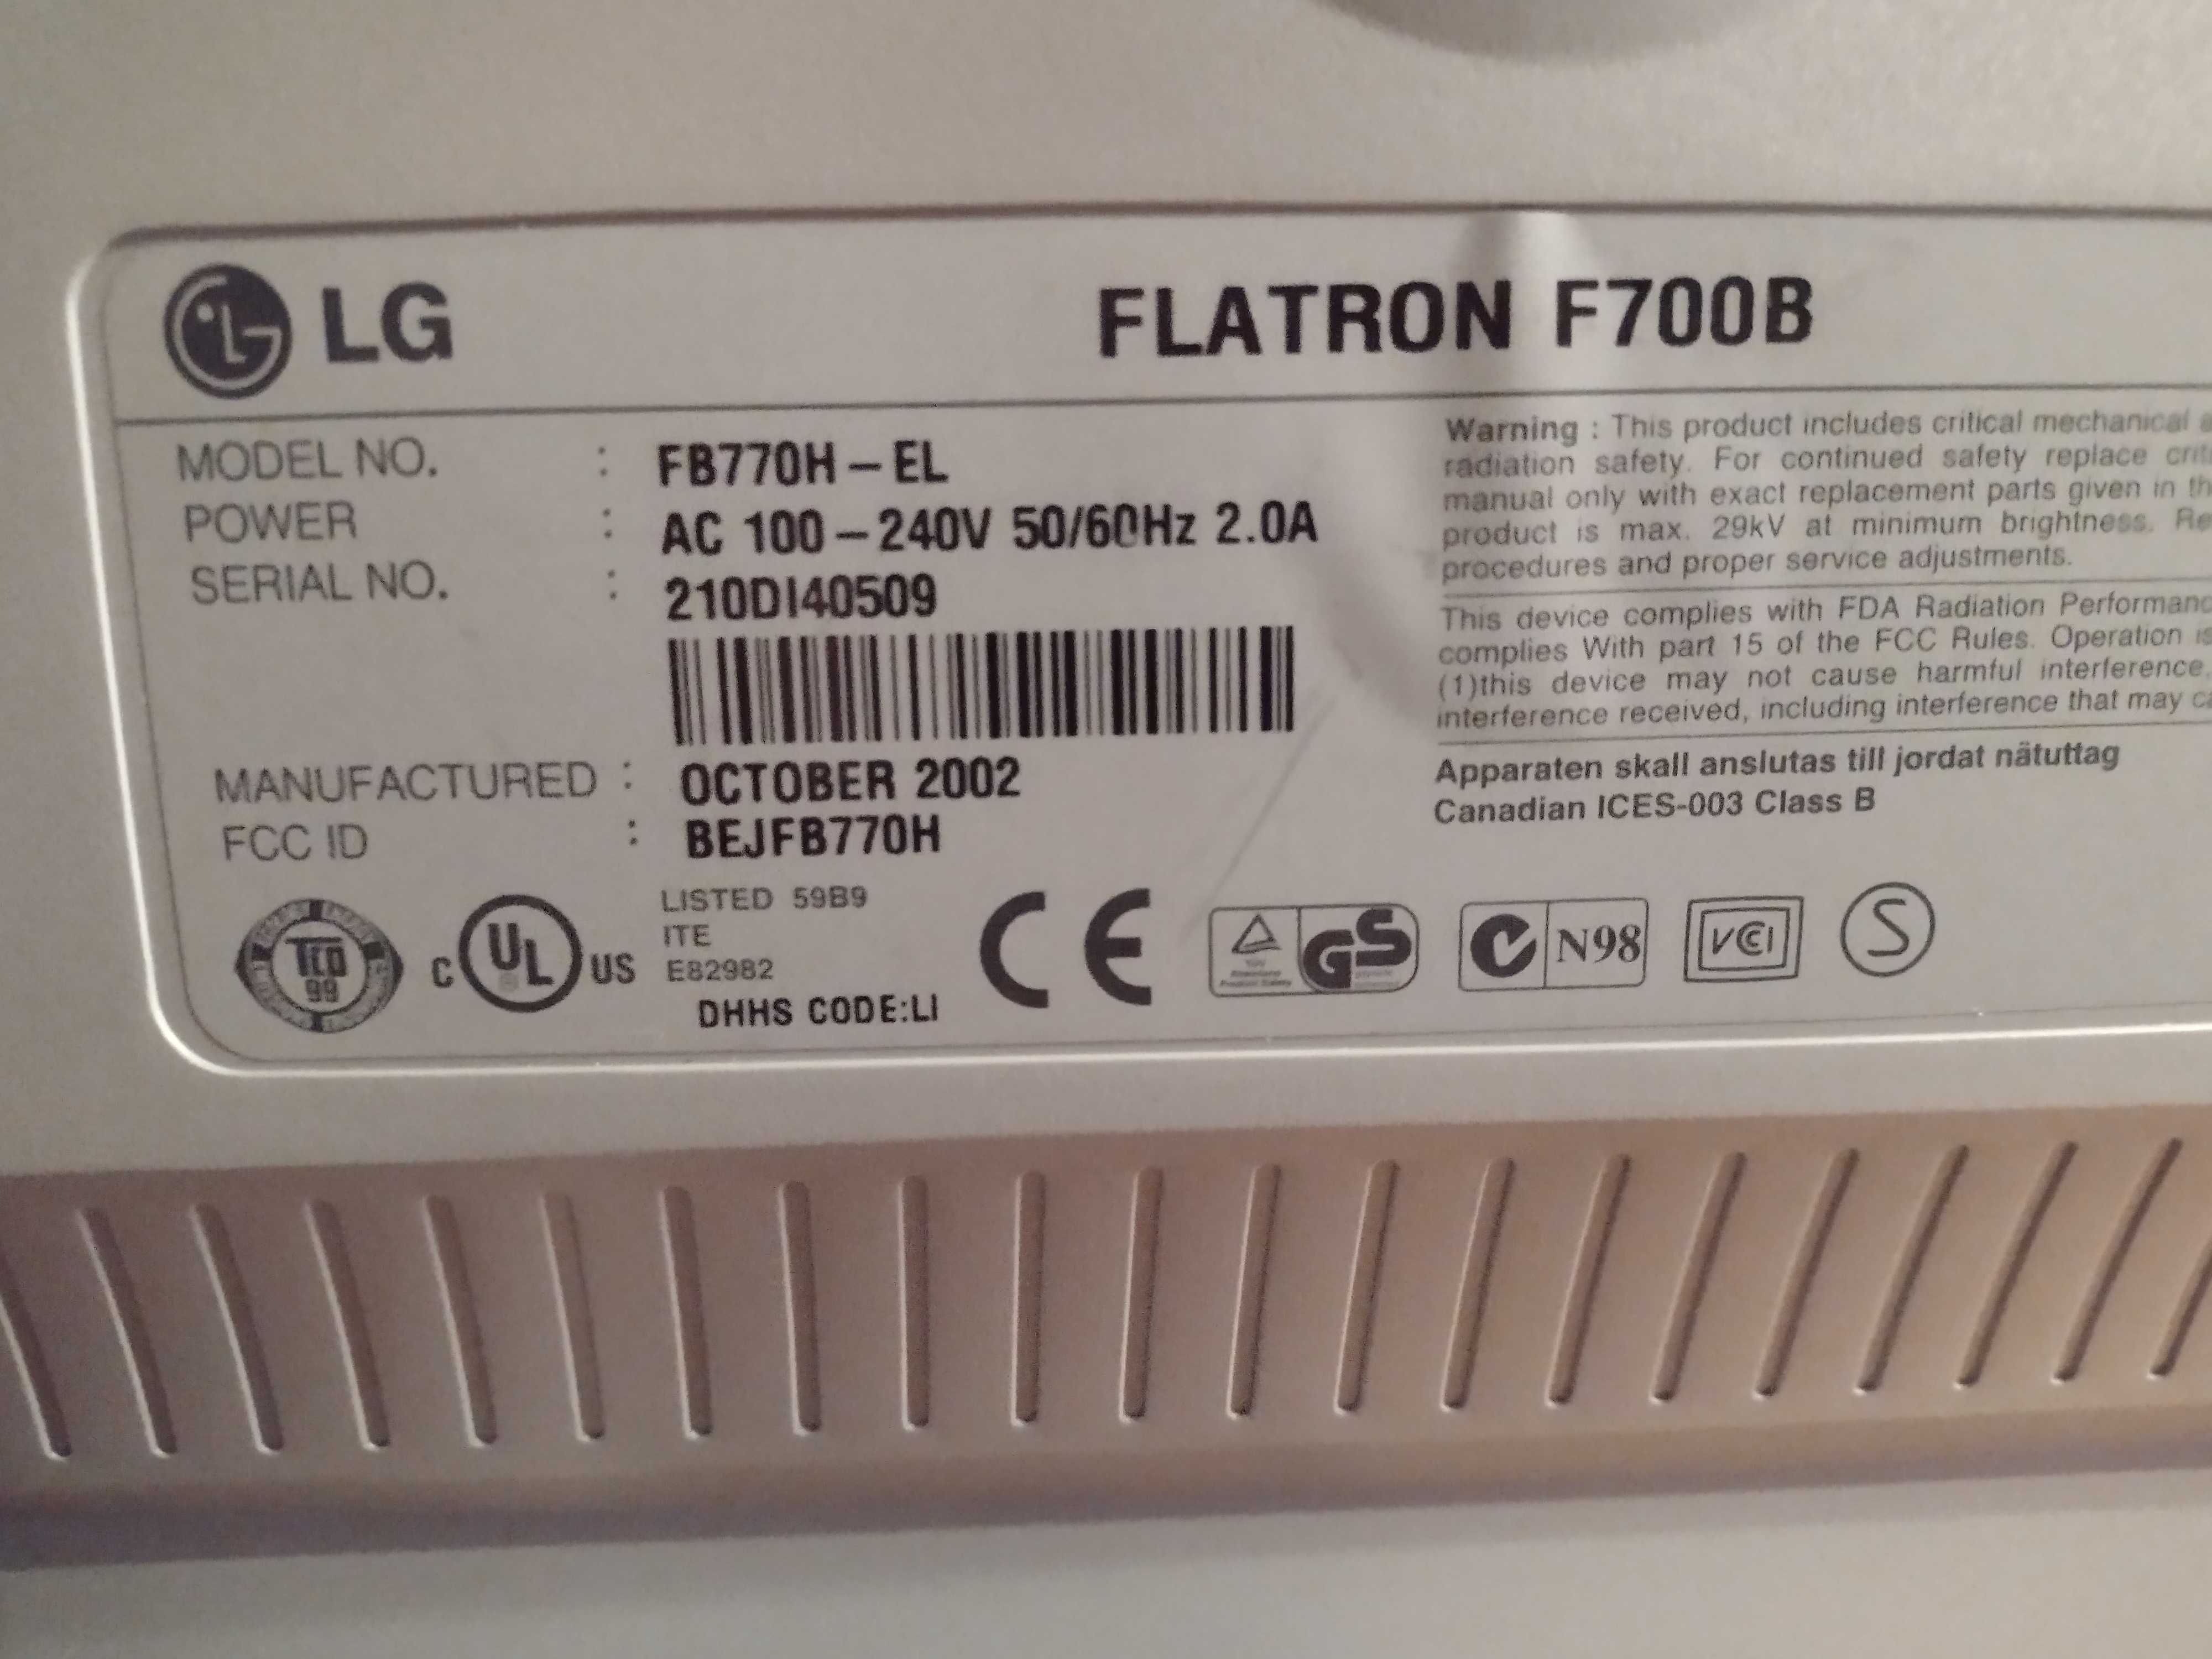 LG FLATRON F700B
MODEL NO. : FB770H-EL
POWER : AC 100-240V 50/60Hz 2.0A
SERIAL NO. : 210DI40509
MANUFACTURED : OCTOBER 2002
FCC ID : BEJFB770H
Warning : This product includes critical mechanical
radiation safety. For continued safety replace
manual only with exact replacement parts given in
product is max. 29kV at minimum brightness.
procedures and proper service adjustments.
This device complies with FDA Radiation
complies With part 15 of the FCC Rules. Operation is
(1)this device may not cause harmful interference,
interference received, including interference that may
Apparaten skall anslutas till jordat nätuttag
Canadian ICES-003 Class B
TCO 99
C UL US
LISTED 59B9
ITE
E82982
DHHS CODE:LI
CE
GS
N98
VCI
S